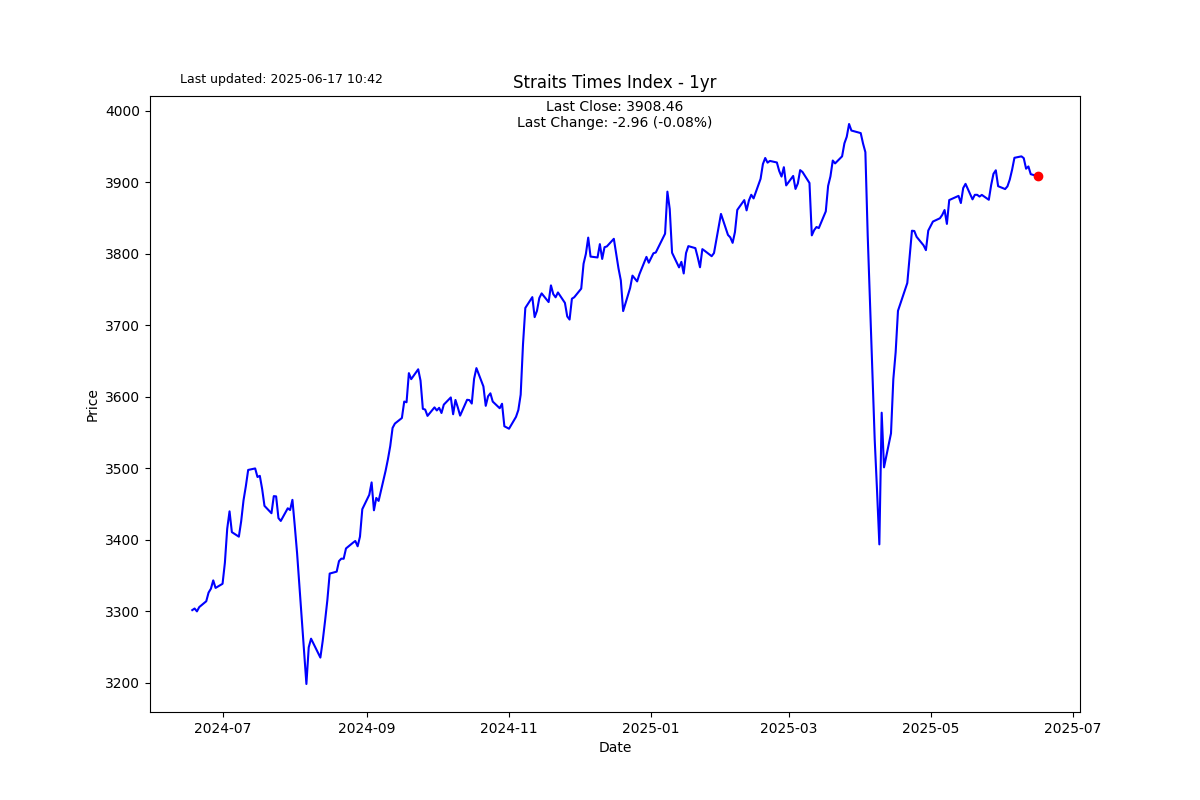 Last updated: 2025-06-17 10:42
Straits Times Index - 1yr
Last Close: 3908.46
Last Change: -2.96 (-0.08%)
4000
3900
3800
3700
3600
3500
3400
3300
3200
Price
2024-07 2024-09 2024-11 2025-01 2025-03 2025-05 2025-07
Date